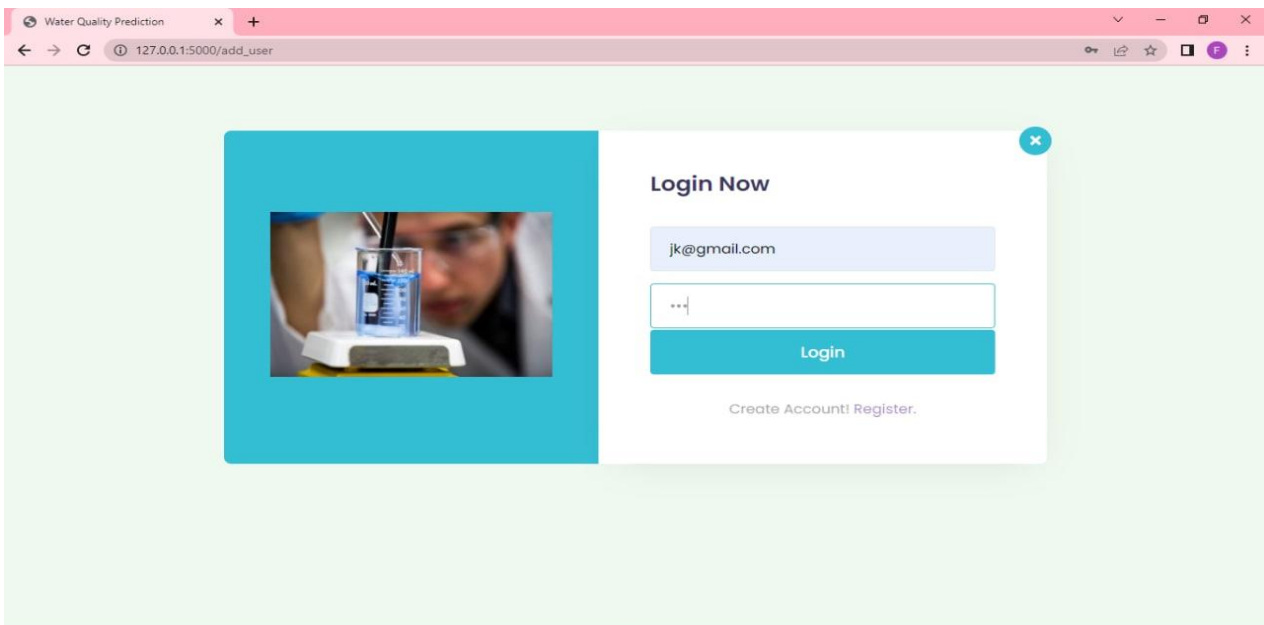 Water Quality Prediction
127.0.0.1:5000/add_user
F
Login Now
jk@gmail.com
•••
Login
Create Account! Register.